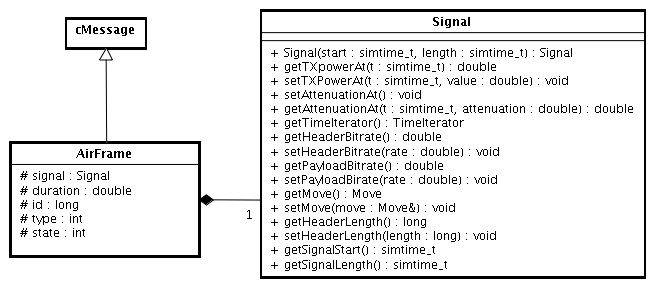 cMessage
Signal
+ Signal(start : simtime_t, length : simtime_t) : Signal
+ getTXpowerAt(t : simtime_t) : double
+ setTXPowerAt(t : simtime_t, value : double) : void
+ setAttenuationAt() : void
+ getAttenuationAt(t : simtime_t, attenuation : double) : double
+ getTimeIterator() : TimeIterator
+ getHeaderBitrate() : double
+ setHeaderBitrate(rate : double) : void
+ getPayloadBitrate() : double
+ setPayloadBirate(rate : double) : void
+ getMove() : Move
+ setMove(move : Move&) : void
+ getHeaderLength() : long
+ setHeaderLength(length : long) : void
+ getSignalStart() : simtime_t
+ getSignalLength() : simtime_t
AirFrame
# signal : Signal
# duration : double
# id : long
# type : int
# state : int
1